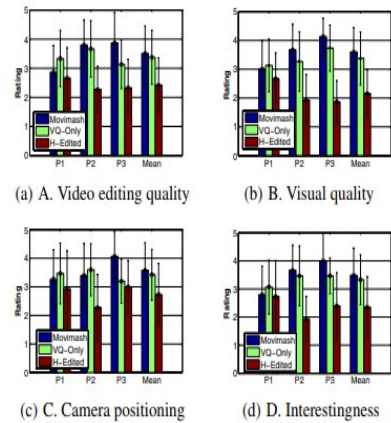 5
4
3
2
1
0
Rating
Movimash
VQ-Only
H-Edited
P1 P2 P3 Mean
(a) A. Video editing quality
5
4
3
2
1
0
Rating
Movimash
VQ-Only
H-Edited
P1 P2 P3 Mean
(b) B. Visual quality
5
4
3
2
1
0
Rating
Movimash
VQ-Only
H-Edited
P1 P2 P3 Mean
(c) C. Camera positioning
5
4
3
2
1
0
Rating
Movimash
VQ-Only
H-Edited
P1 P2 P3 Mean
(d) D. Interestingness